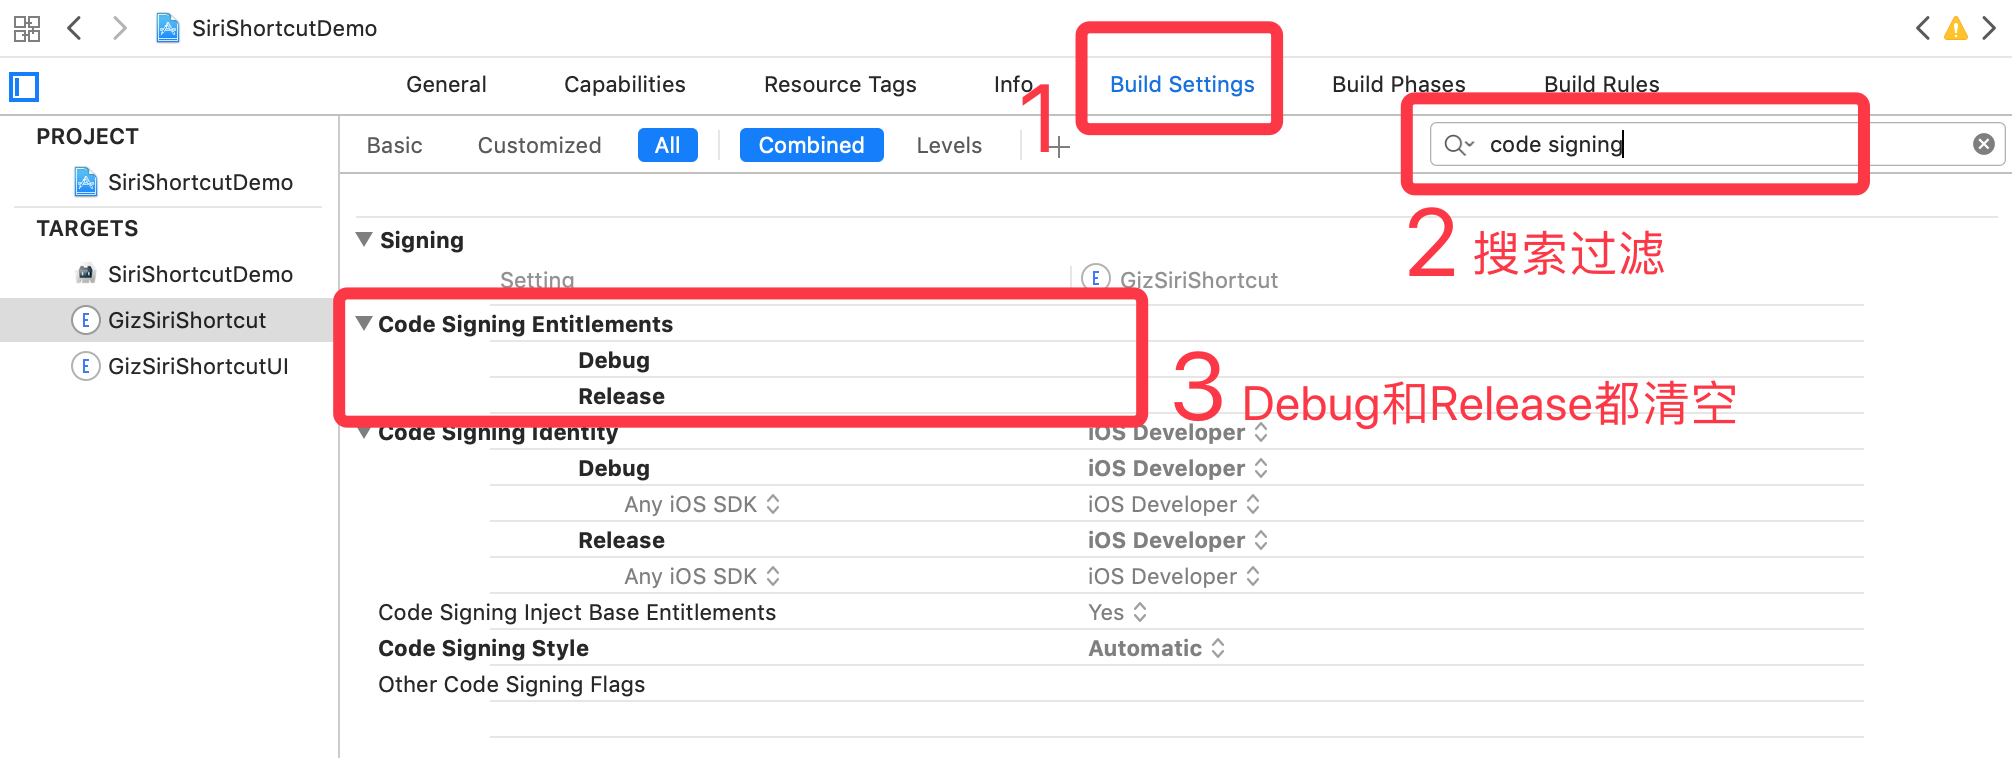 SiriShortcutDemo
General Capabilities Resource Tags Info Build Settings Build Phases Build Rules
1
PROJECT
SiriShortcutDemo
TARGETS
SiriShortcutDemo
E GizSiriShortcut
E GizSiriShortcutUI
Basic Customized All Combined Levels +
code signing
2 搜索过滤
Signing
Setting E GizSiriShortcut
Code Signing Entitlements
Debug
Release
3 Debug和Release都清空
Code Signing Identity iOS Developer
Debug iOS Developer
Any iOS SDK iOS Developer
Release iOS Developer
Any iOS SDK iOS Developer
Code Signing Inject Base Entitlements Yes
Code Signing Style Automatic
Other Code Signing Flags